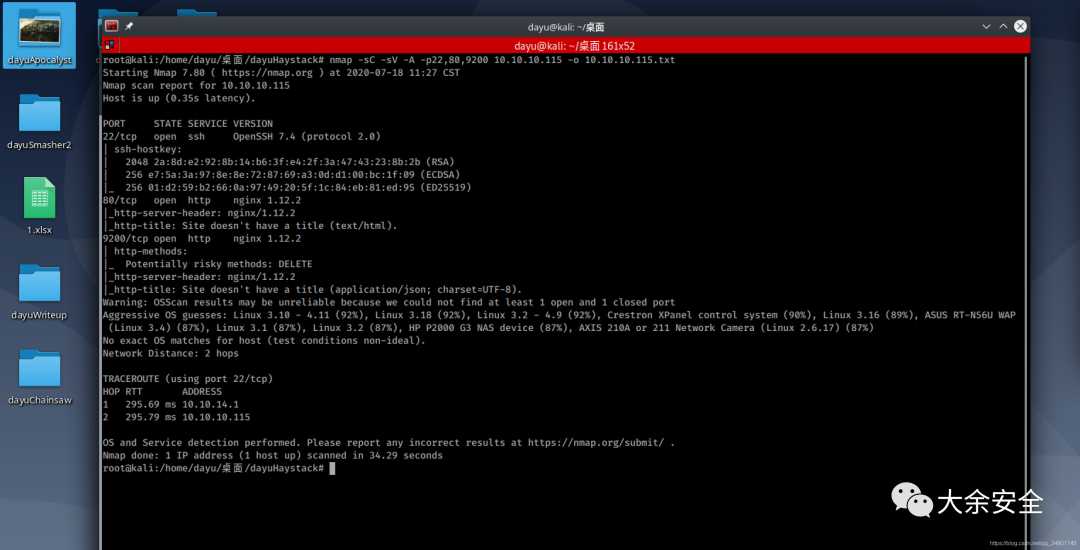 dayu@kali: ~/桌面
dayu@kali: ~/桌面 161x52
dayuApocalyst
dayuSmasher2
1.xlsx
dayuWriteup
dayuChainsaw
root@kali:/home/dayu/桌面/dayuHaystack# nmap -sC -sV -A -p22,80,9200 10.10.10.115 -o 10.10.10.115.txt
Starting Nmap 7.80 ( https://nmap.org ) at 2020-07-18 11:27 CST
Nmap scan report for 10.10.10.115
Host is up (0.35s latency).
PORT     STATE SERVICE VERSION
22/tcp   open  ssh     OpenSSH 7.4 (protocol 2.0)
| ssh-hostkey:
|   2048 2a:8d:e2:92:8b:14:b6:3f:e4:2f:3a:47:43:23:8b:2b (RSA)
|   256 e7:5a:3a:97:8e:8e:72:87:69:a3:0d:d1:00:bc:1f:09 (ECDSA)
|_  256 01:d2:59:b2:66:0a:97:49:20:5f:1c:84:eb:81:ed:95 (ED25519)
80/tcp   open  http    nginx 1.12.2
|_http-server-header: nginx/1.12.2
|_http-title: Site doesn't have a title (text/html).
9200/tcp open  http    nginx 1.12.2
| http-methods:
|_  Potentially risky methods: DELETE
|_http-server-header: nginx/1.12.2
|_http-title: Site doesn't have a title (application/json; charset=UTF-8).
Warning: OSScan results may be unreliable because we could not find at least 1 open and 1 closed port
Aggressive OS guesses: Linux 3.10 - 4.11 (92%), Linux 3.18 (92%), Linux 3.2 - 4.9 (92%), Crestron XPanel control system (90%), Linux 3.16 (89%), ASUS RT-N56U WAP
(Linux 3.4) (87%), Linux 3.1 (87%), Linux 3.2 (87%), HP P2000 G3 NAS device (87%), AXIS 210A or 211 Network Camera (Linux 2.6.17) (87%)
No exact OS matches for host (test conditions non-ideal).
Network Distance: 2 hops
TRACEROUTE (using port 22/tcp)
HOP RTT       ADDRESS
1   295.69 ms 10.10.14.1
2   295.79 ms 10.10.10.115
OS and Service detection performed. Please report any incorrect results at https://nmap.org/submit/ .
Nmap done: 1 IP address (1 host up) scanned in 34.29 seconds
root@kali:/home/dayu/桌面/dayuHaystack#
大余安全